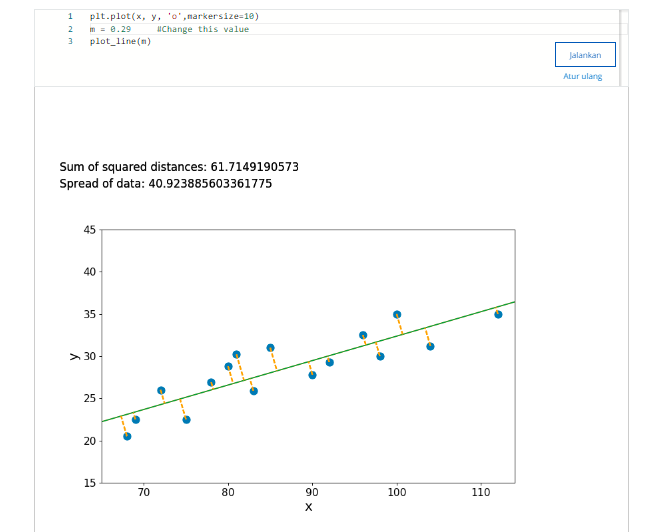 1 plt.plot(x, y, 'o',markersize=10)
2 m = 0.29 #Change this value
3 plot_line(m)
Jalankan
Atur ulang
Sum of squared distances: 61.7149190573
Spread of data: 40.923885603361775
45
40
35
30
25
20
15
y
70 80 90 100 110
x